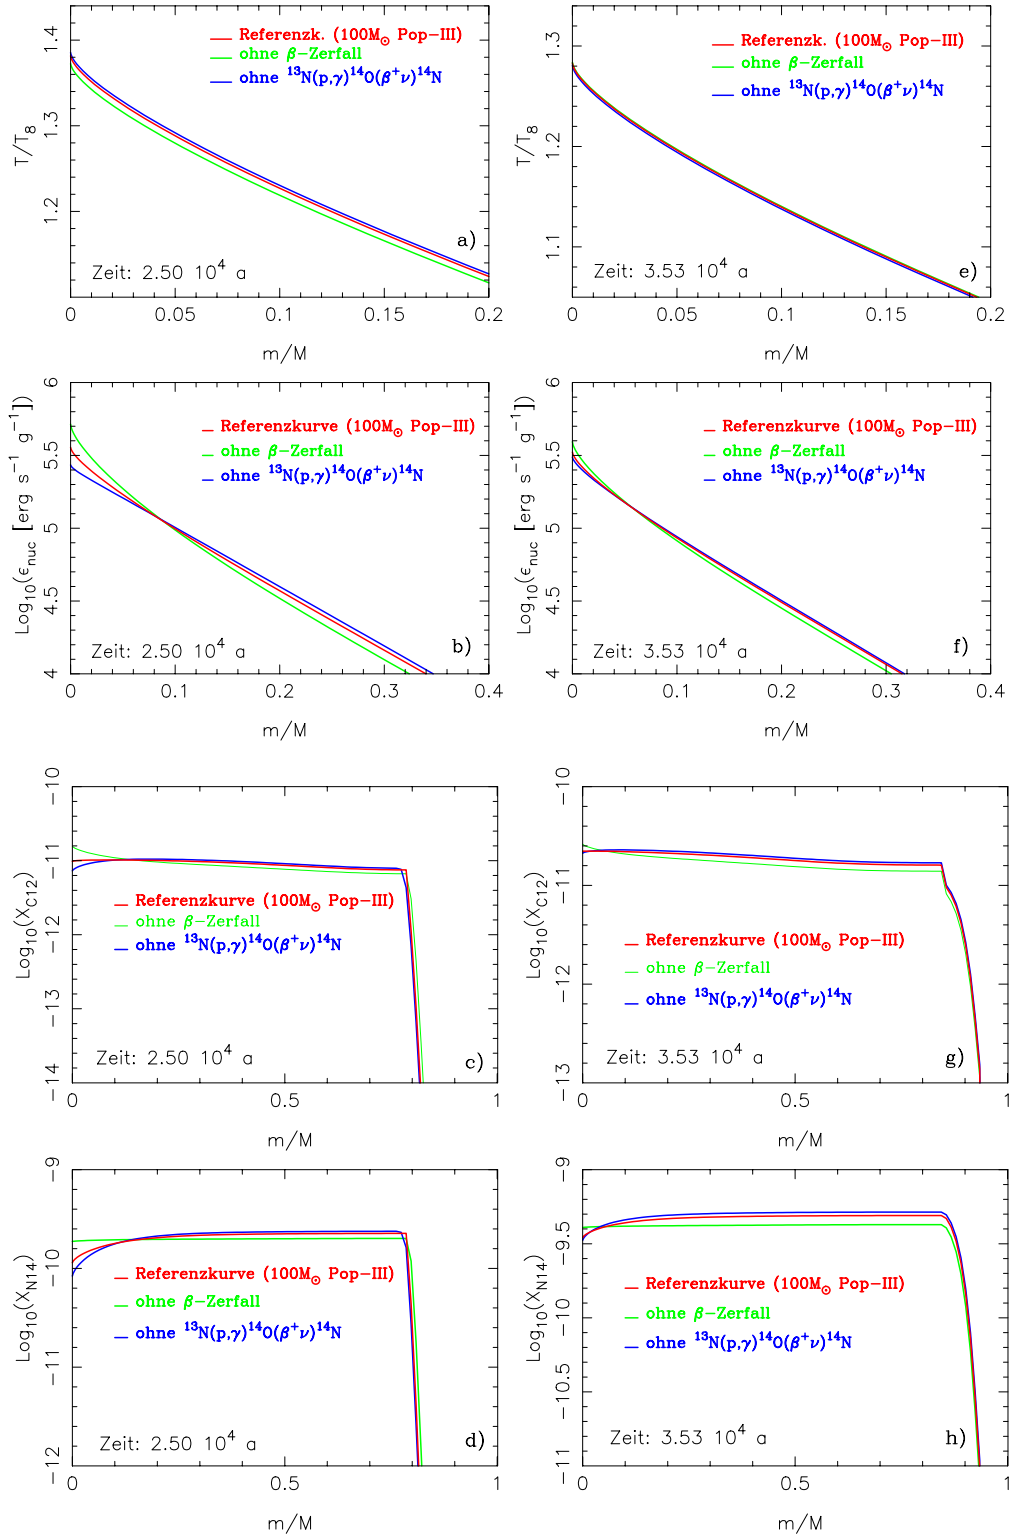 T/T8
1.4
1.3
1.2
Referenzk. (100M⊙ Pop-III)
ohne β-Zerfall
ohne ¹³N(p,γ)¹⁴O(β⁺ν)¹⁴N
a)
Zeit: 2.50 10⁴ a
0 0.05 0.1 0.15 0.2
m/M
T/T8
1.3
1.2
1.1
Referenzk. (100M⊙ Pop-III)
ohne β-Zerfall
ohne ¹³N(p,γ)¹⁴O(β⁺ν)¹⁴N
e)
Zeit: 3.53 10⁴ a
0 0.05 0.1 0.15 0.2
m/M
Log₁₀(ϵnuc [erg s⁻¹ g⁻¹])
6
5.5
5
4.5
4
Referenzkurve (100M⊙ Pop-III)
ohne β-Zerfall
ohne ¹³N(p,γ)¹⁴O(β⁺ν)¹⁴N
b)
Zeit: 2.50 10⁴ a
0 0.1 0.2 0.3 0.4
m/M
Log₁₀(ϵnuc [erg s⁻¹ g⁻¹])
6
5.5
5
4.5
4
Referenzkurve (100M⊙ Pop-III)
ohne β-Zerfall
ohne ¹³N(p,γ)¹⁴O(β⁺ν)¹⁴N
f)
Zeit: 3.53 10⁴ a
0 0.1 0.2 0.3 0.4
m/M
Log₁₀(XC12)
-10
-11
-12
-13
-14
Referenzkurve (100M⊙ Pop-III)
ohne β-Zerfall
ohne ¹³N(p,γ)¹⁴O(β⁺ν)¹⁴N
c)
Zeit: 2.50 10⁴ a
0 0.5 1
m/M
Log₁₀(XC12)
-10
-11
-12
-13
Referenzkurve (100M⊙ Pop-III)
ohne β-Zerfall
ohne ¹³N(p,γ)¹⁴O(β⁺ν)¹⁴N
g)
Zeit: 3.53 10⁴ a
0 0.5 1
m/M
Log₁₀(XN14)
-9
-10
-11
-12
Referenzkurve (100M⊙ Pop-III)
ohne β-Zerfall
ohne ¹³N(p,γ)¹⁴O(β⁺ν)¹⁴N
d)
Zeit: 2.50 10⁴ a
0 0.5 1
m/M
Log₁₀(XN14)
-9
-9.5
-10
-10.5
-11
Referenzkurve (100M⊙ Pop-III)
ohne β-Zerfall
ohne ¹³N(p,γ)¹⁴O(β⁺ν)¹⁴N
h)
Zeit: 3.53 10⁴ a
0 0.5 1
m/M